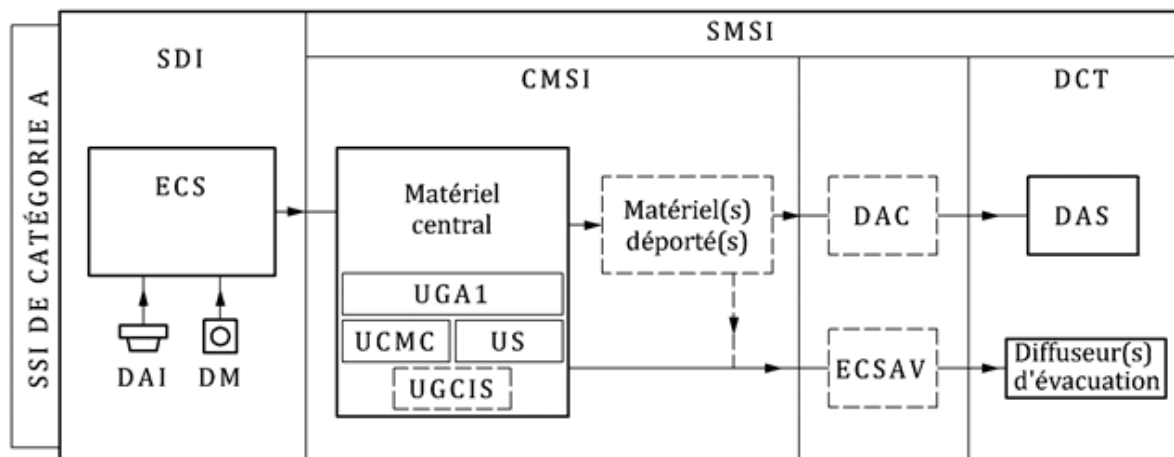 SSI DE CATÉGORIE A
SDI
SMSI
CMSI
DCT
ECS
DAI
DM
Matériel
central
UGA1
UCMC
US
UGCIS
Matériel(s)
déporté(s)
DAC
DAS
ECSAV
Diffuseur(s)
d'évacuation